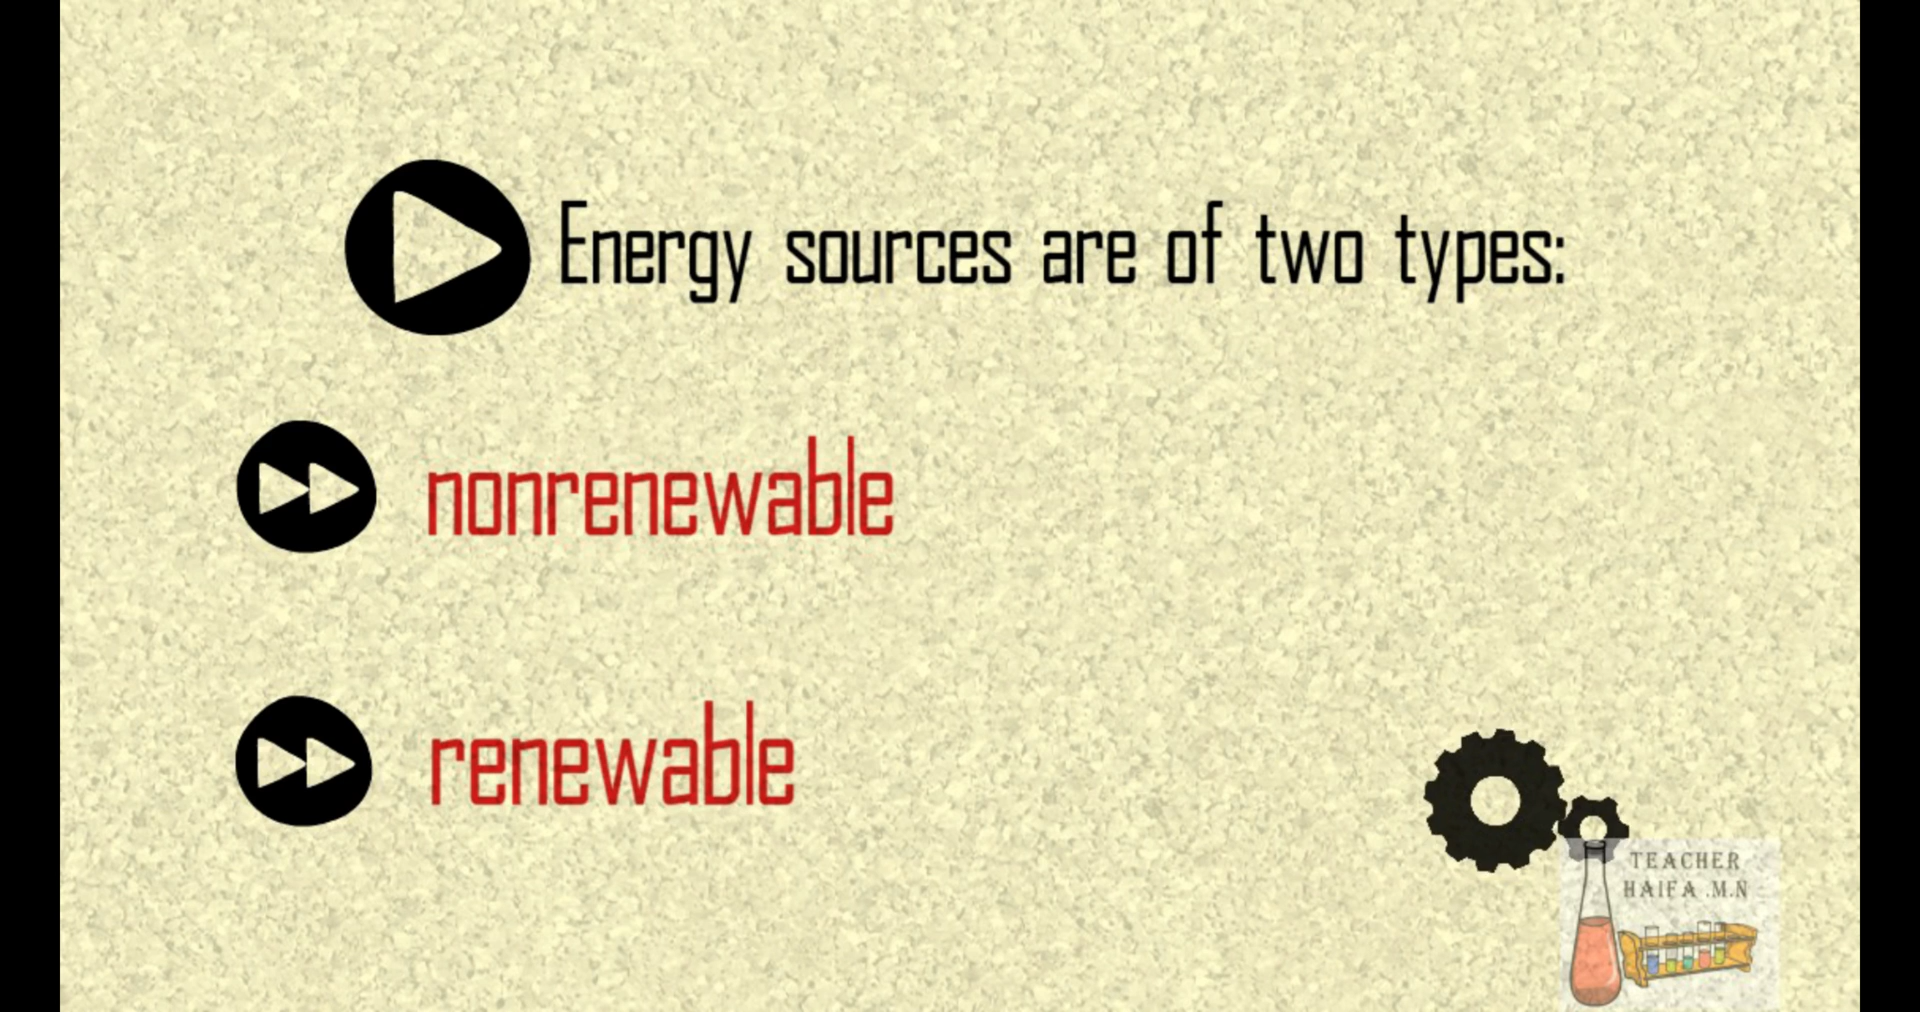 Energy sources are of two types:
nonrenewable
renewable
TEACHER
HAIFA .M.N